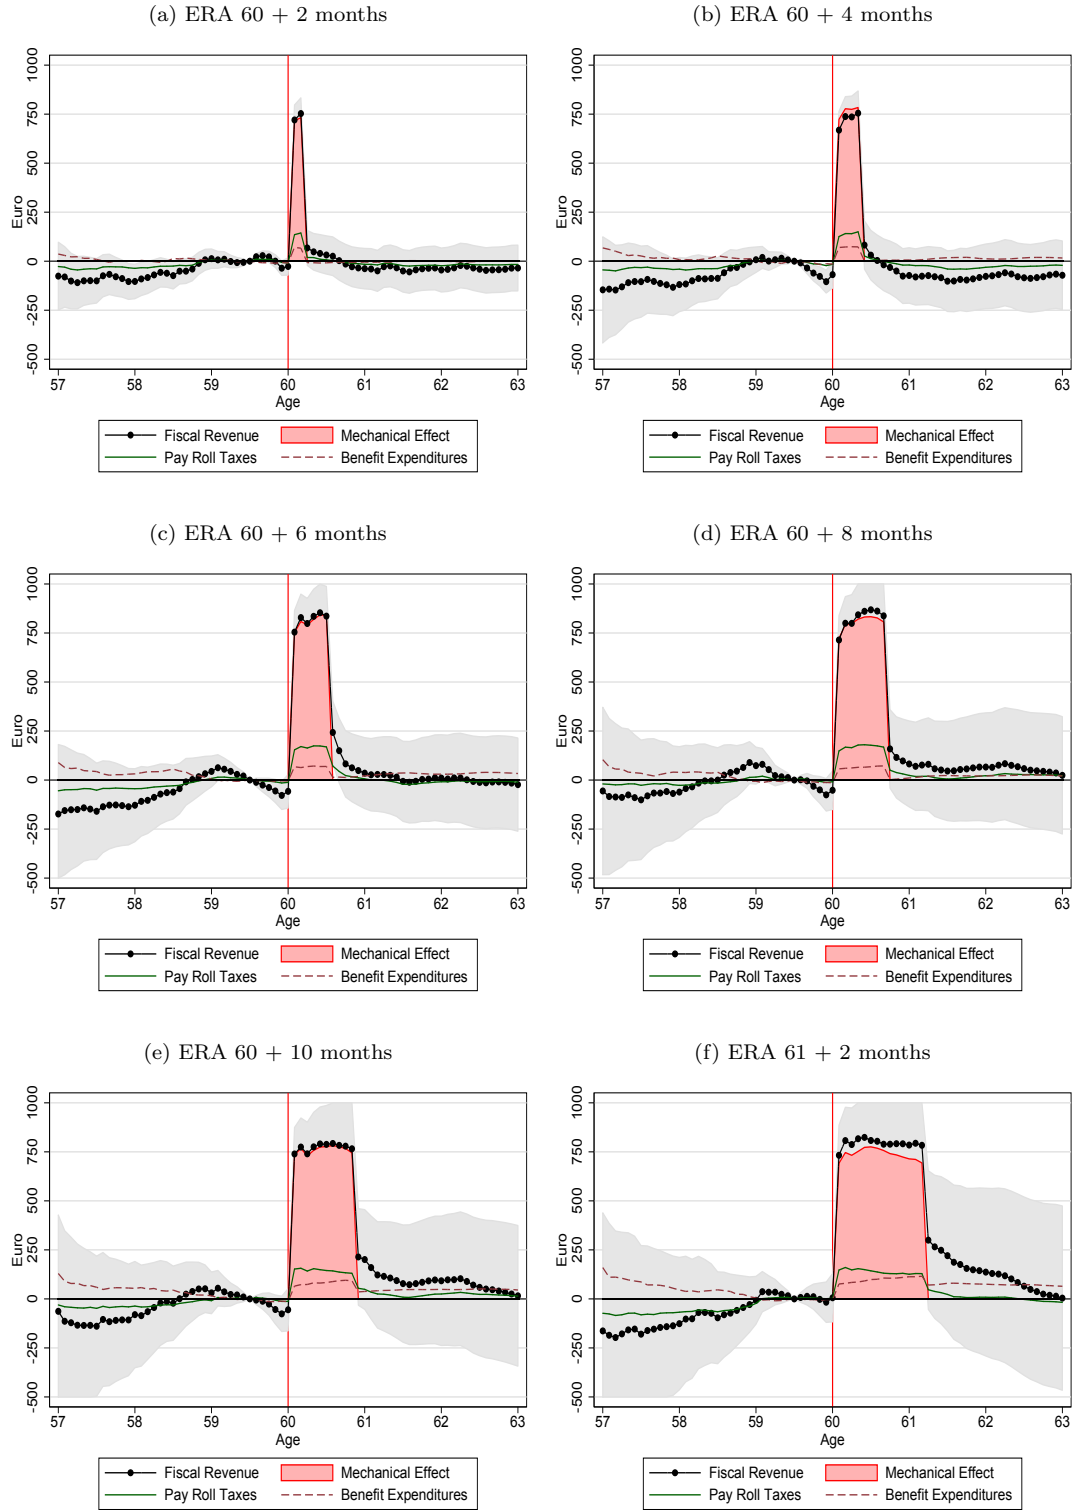 (a) ERA 60 + 2 months
(b) ERA 60 + 4 months
1000
750
500
250
0
-250
-500
Euro
57 58 59 60 61 62 63
Age
Fiscal Revenue Mechanical Effect
Pay Roll Taxes Benefit Expenditures
1000
750
500
250
0
-250
-500
Euro
57 58 59 60 61 62 63
Age
Fiscal Revenue Mechanical Effect
Pay Roll Taxes Benefit Expenditures
(c) ERA 60 + 6 months
(d) ERA 60 + 8 months
1000
750
500
250
0
-250
-500
Euro
57 58 59 60 61 62 63
Age
Fiscal Revenue Mechanical Effect
Pay Roll Taxes Benefit Expenditures
1000
750
500
250
0
-250
-500
Euro
57 58 59 60 61 62 63
Age
Fiscal Revenue Mechanical Effect
Pay Roll Taxes Benefit Expenditures
(e) ERA 60 + 10 months
(f) ERA 61 + 2 months
1000
750
500
250
0
-250
-500
Euro
57 58 59 60 61 62 63
Age
Fiscal Revenue Mechanical Effect
Pay Roll Taxes Benefit Expenditures
1000
750
500
250
0
-250
-500
Euro
57 58 59 60 61 62 63
Age
Fiscal Revenue Mechanical Effect
Pay Roll Taxes Benefit Expenditures